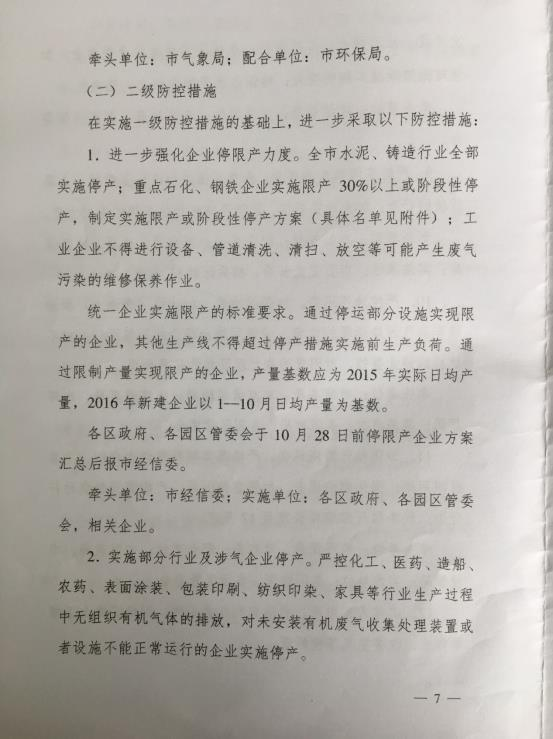 牵头单位：市气象局；配合单位：市环保局。
（二）二级防控措施
在实施一级防控措施的基础上，进一步采取以下防控措施：
1．进一步强化企业停限产力度。全市水泥、铸造行业全部
实施停产；重点石化、钢铁企业实施限产 30%以上或阶段性停
产，制定实施限产或阶段性停产方案（具体名单见附件）；工
业企业不得进行设备、管道清洗、清扫、放空等可能产生废气
污染的维修保养作业。
统一企业实施限产的标准要求。通过停运部分设施实现限
产的企业，其他生产线不得超过停产措施实施前生产负荷。通
过限制产量实现限产的企业，产量基数应为 2015 年实际日均产
量，2016 年新建企业以 1—10 月日均产量为基数。
各区政府、各园区管委会于 10 月 28 日前停限产企业方案
汇总后报市经信委。
牵头单位：市经信委；实施单位：各区政府、各园区管委
会，相关企业。
2．实施部分行业及涉气企业停产。严控化工、医药、造船、
农药、表面涂装、包装印刷、纺织印染、家具等行业生产过程
中无组织有机气体的排放，对未安装有机废气收集处理装置或
者设施不能正常运行的企业实施停产。
— 7 —